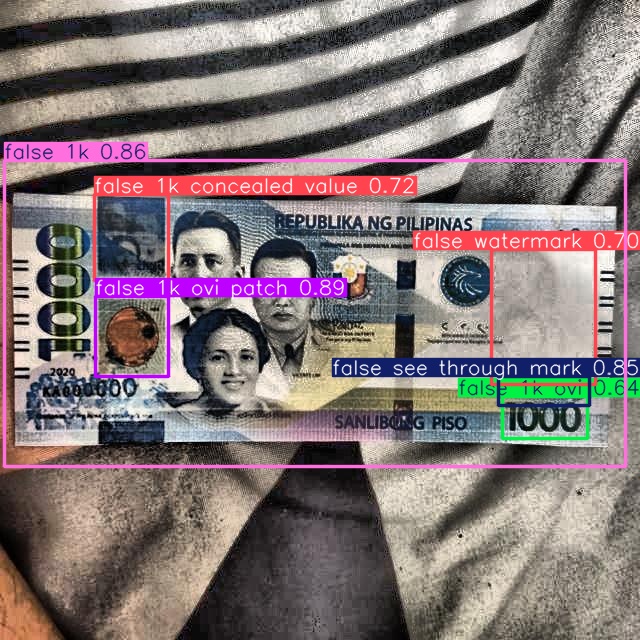 false 1k 0.86
false 1k concealed value 0.72
REPUBLIKA NG PILIPINAS
false watermark 0.70
1000
false 1k ovi patch 0.89
false see through mark 0.85
2020
false 1k ovi 0.64
SANLIBONG PISO
1000